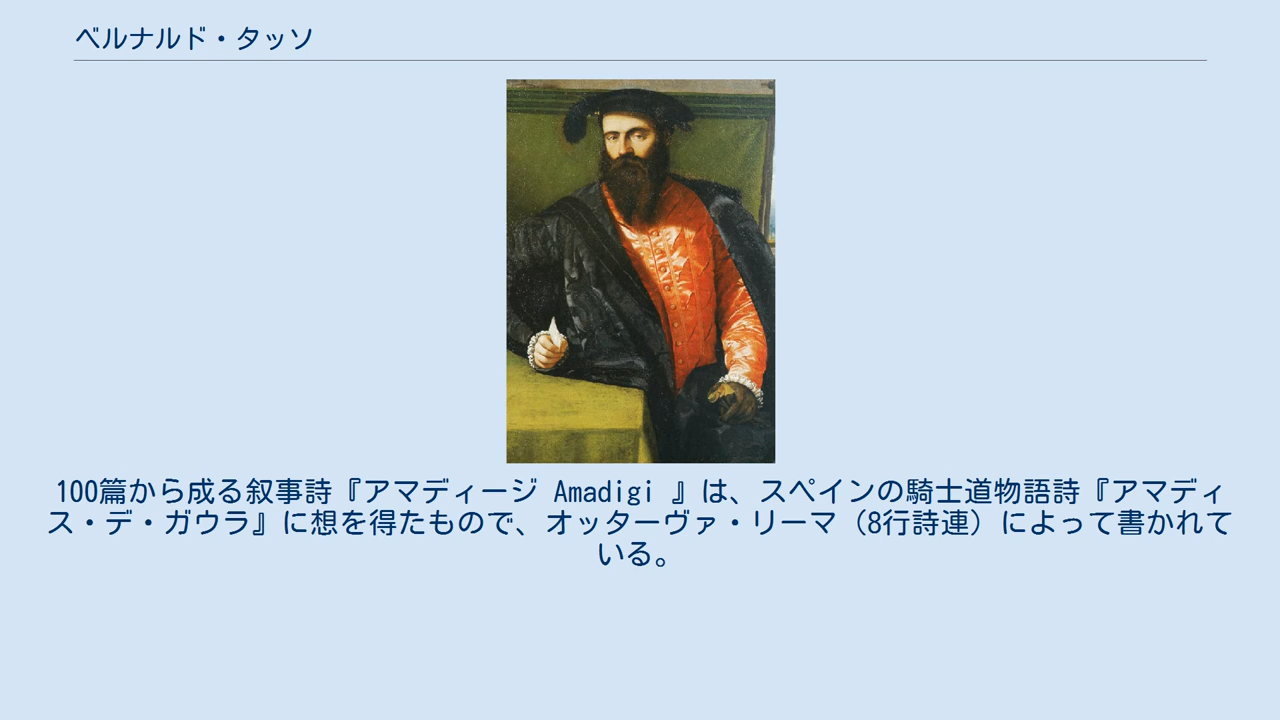 ベルナルド・タッソ
100篇から成る叙事詩『アマディージ Amadigi 』は、スペインの騎士道物語詩『アマディ
ス・デ・ガウラ』に想を得たもので、オッターヴァ・リーマ（8行詩連）によって書かれて
いる。